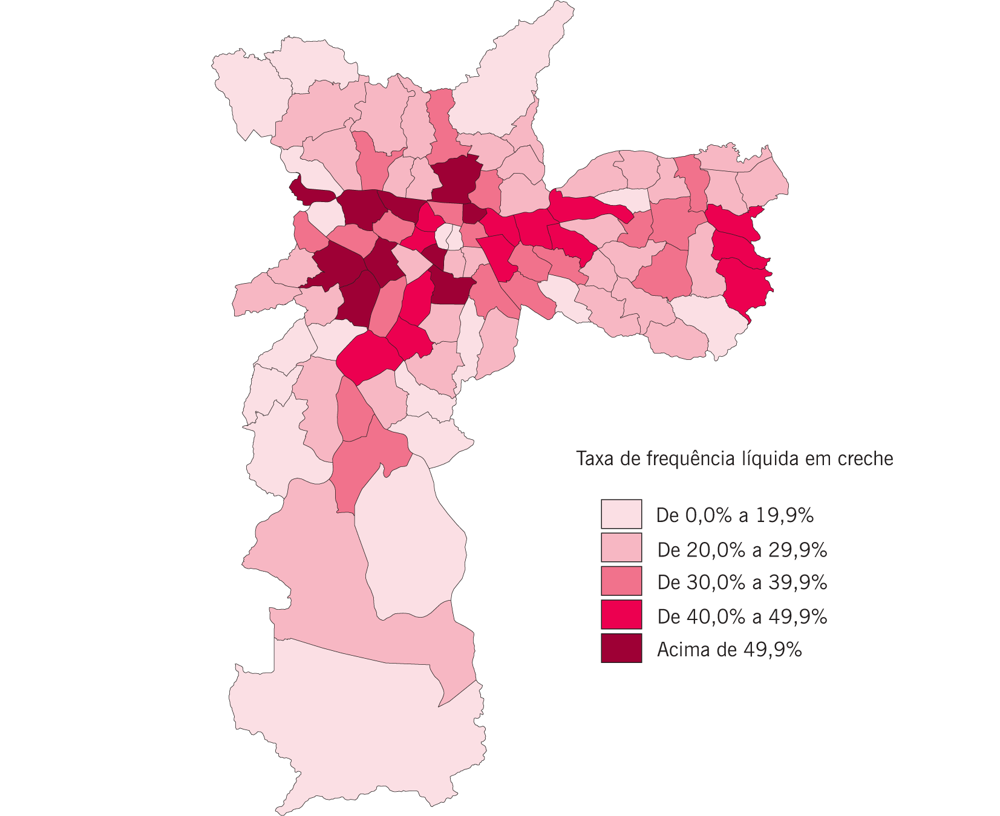 Taxa de frequência líquida em creche
De 0,0% a 19,9%
De 20,0% a 29,9%
De 30,0% a 39,9%
De 40,0% a 49,9%
Acima de 49,9%